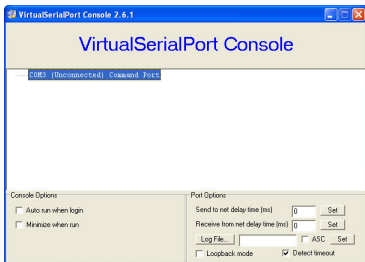 VirtualSerialPort Console 2.6.1
VirtualSerialPort Console
COM3 (Unconnected) Command Port
Console Options
Auto run when login
Minimize when run
Port Options
Send to net delay time (ms) 0 Set
Receive from net delay time (ms) 0 Set
Log File... ASC Set
Loopback mode Detect timeout